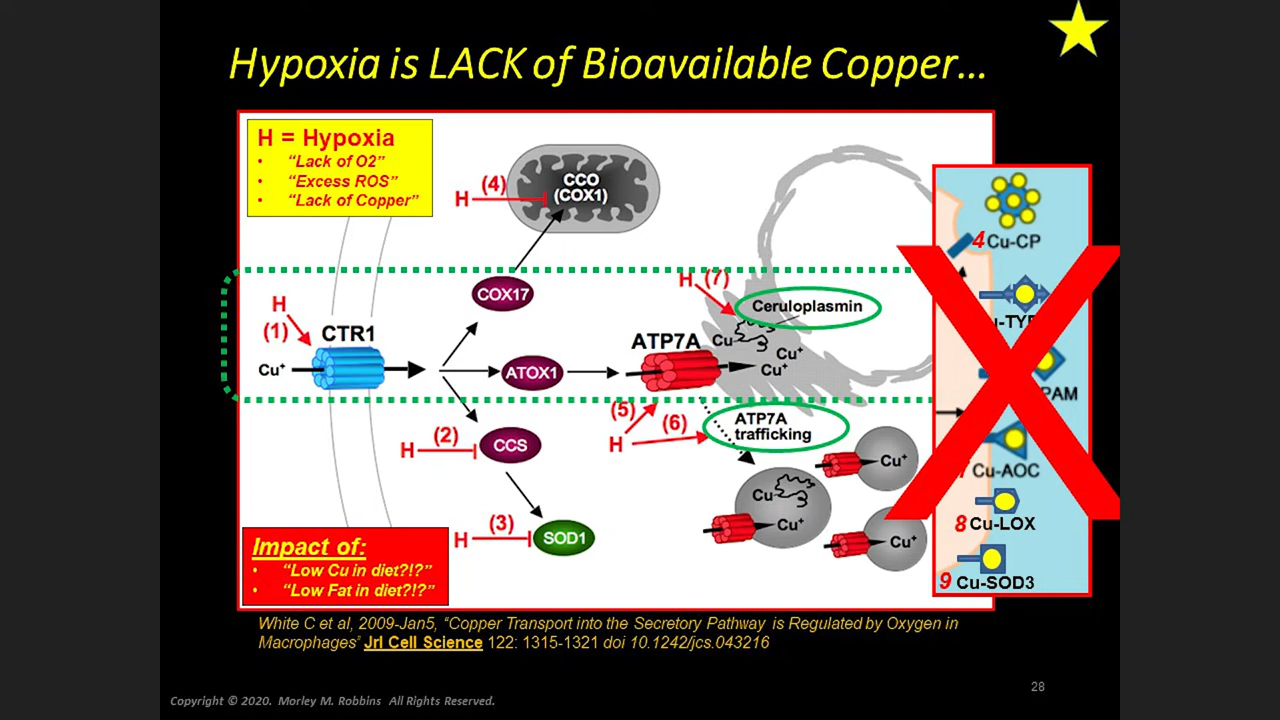 Hypoxia is LACK of Bioavailable Copper...
H = Hypoxia
• "Lack of O2"
• "Excess ROS"
• "Lack of Copper"
H
(4)
CCO
(COX1)
4 Cu-CP
COX17
H
(7)
Ceruloplasmin
H
(1)
CTR1
Cu⁺
ATOX1
ATP7A
Cu
Cu⁺
Cu⁺
PAM
(5)
H
(6)
ATP7A
trafficking
H
(2)
CCS
Cu⁺
Cu-AOC
Cu
Cu⁺
H
(3)
SOD1
Cu⁺
8 Cu-LOX
9 Cu-SOD3
Impact of:
• "Low Cu in diet?!?"
• "Low Fat in diet?!?"
White C et al, 2009-Jan5, "Copper Transport into the Secretory Pathway is Regulated by Oxygen in
Macrophages" Jrl Cell Science 122: 1315-1321 doi 10.1242/jcs.043216
28
Copyright © 2020. Morley M. Robbins All Rights Reserved.